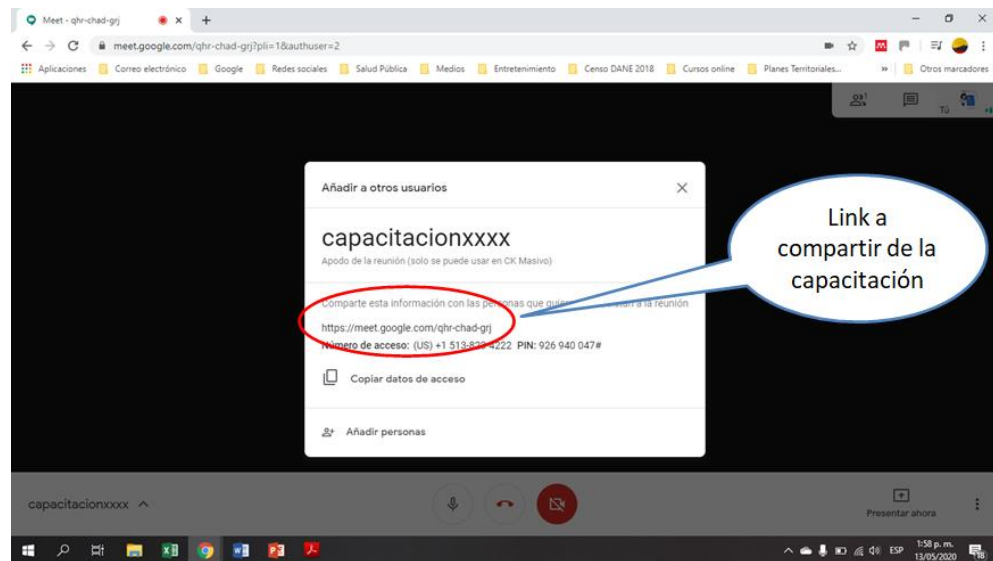 Meet - qhr-chad-grj
meet.google.com/qhr-chad-grj?pli=1&authuser=2
Aplicaciones Correo electrónico Google Redes sociales Salud Pública Medios Entretenimiento Censo DANE 2018 Cursos online Planes Territoriales... » Otros marcadores
Tú
Añadir a otros usuarios
capacitacionxxxx
Apodo de la reunión (solo se puede usar en CK Masivo)
Comparte esta información con las personas que a la reunión
https://meet.google.com/qhr-chad-grj
Número de acceso: (US) +1 513-823-4222 PIN: 926 940 047#
Copiar datos de acceso
Añadir personas
Link a
compartir de la
capacitación
capacitacionxxxx
Presentar ahora
ESP
1:58 p. m.
13/05/2020
18